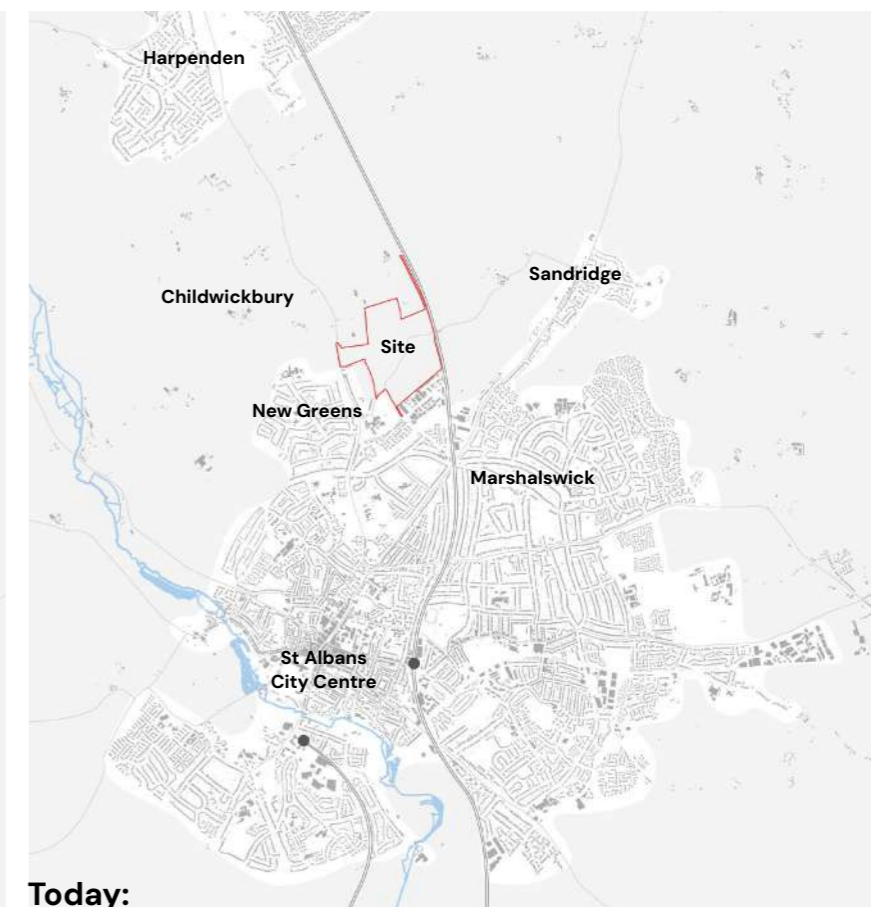 Harpenden
Sandridge
Childwickbury
Site
New Greens
Marshalswick
St Albans
City Centre
Today: